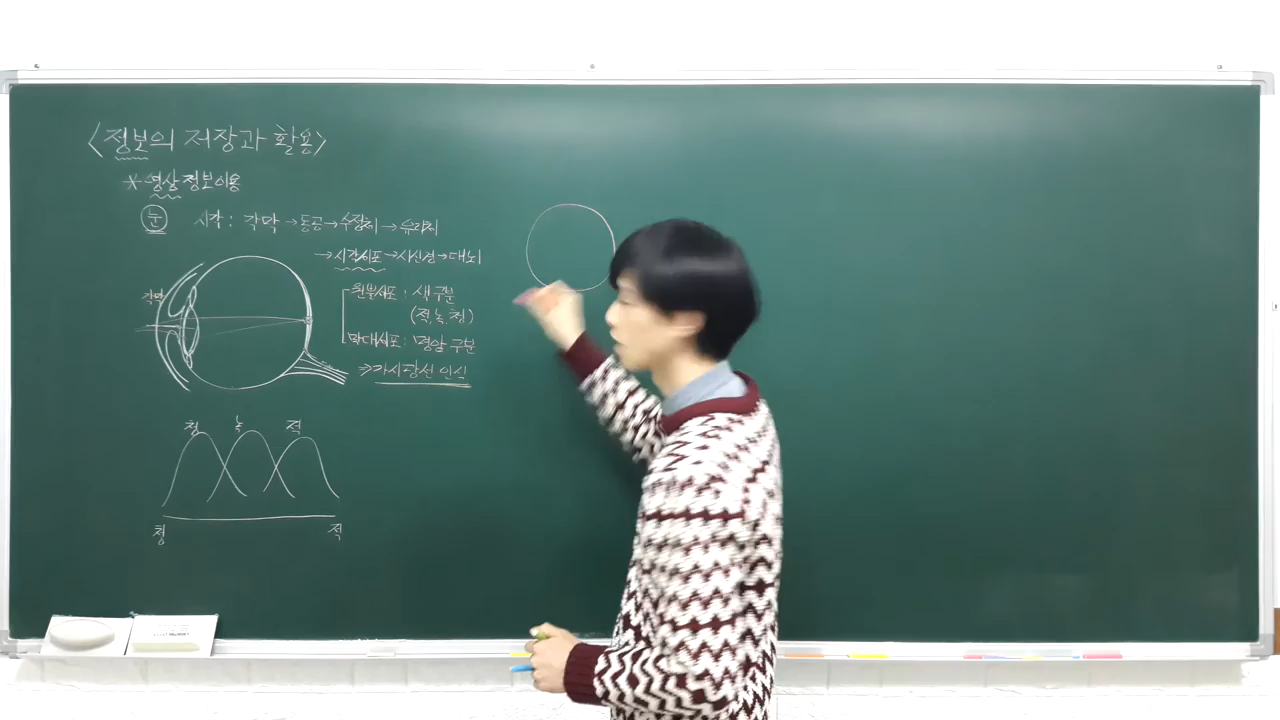 <정보의 저장과 활용>
* 영상 정보 이용
눈 시각: 각막→동공→수정체→유리체
→시각세포→시신경→대뇌
각막
원뿔세포: 색 구분
(적, 녹, 청)
막대세포: 명암 구분
⇒가시광선 인식
청 녹 적
청 적